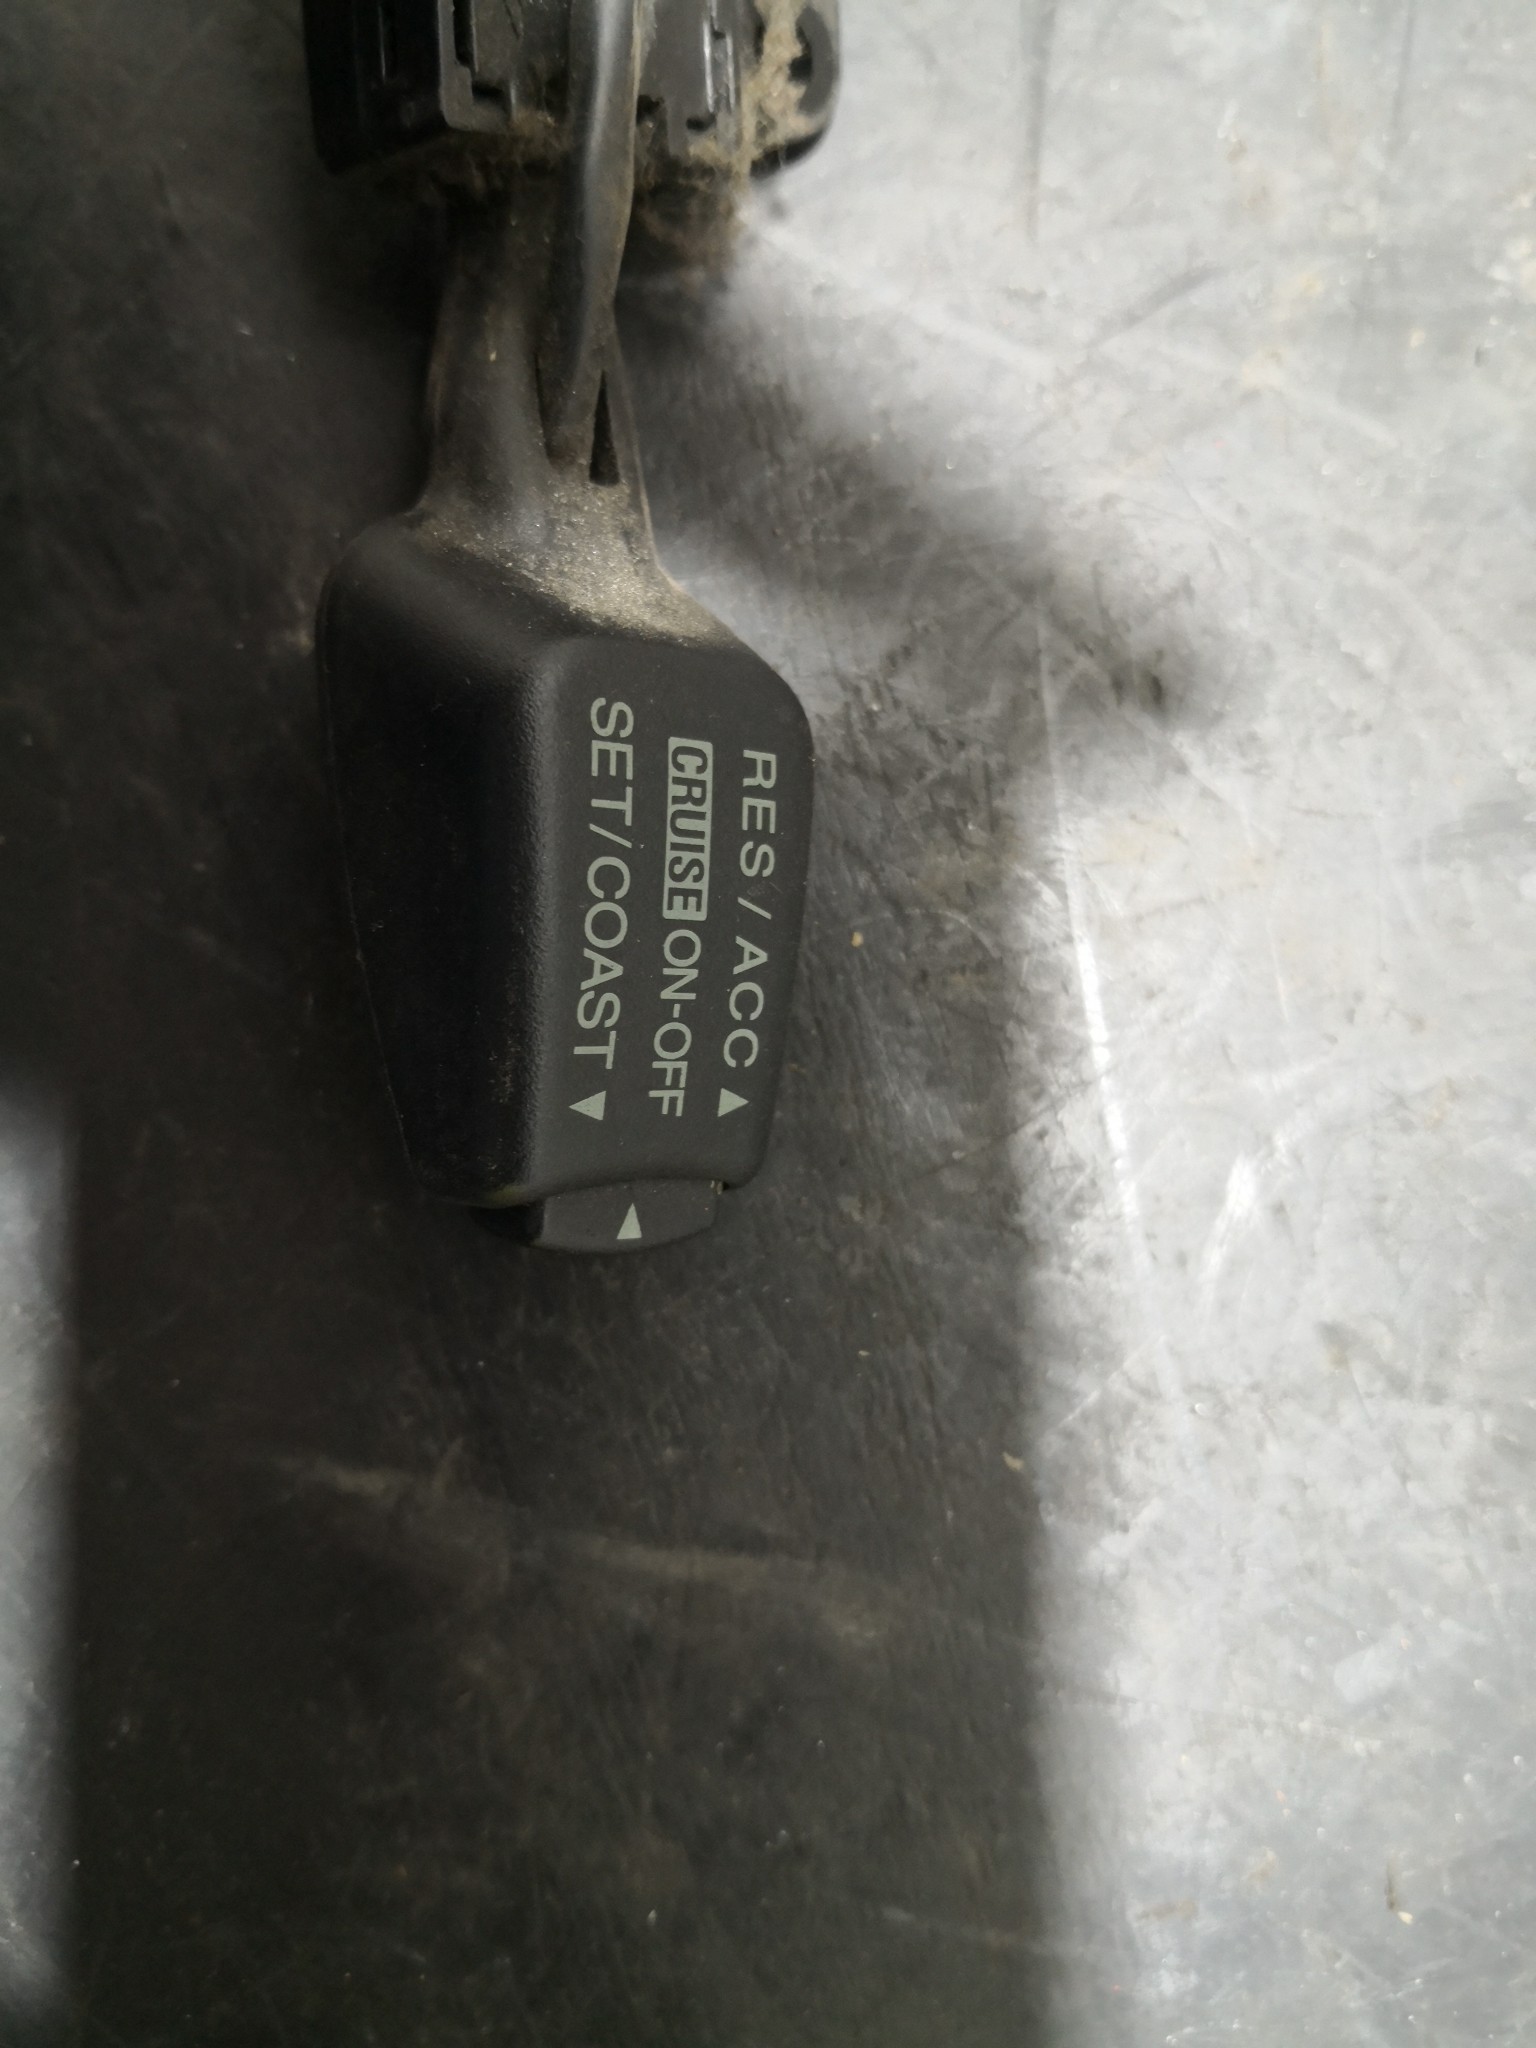 RES / ACC ▲
CRUISE ON-OFF ◀
SET/COAST ▼